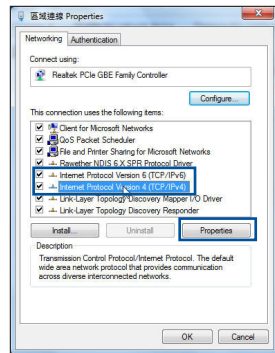 區域連線 Properties
Networking Authentication
Connect using:
Realtek PCIe GBE Family Controller
Configure...
This connection uses the following items:
Client for Microsoft Networks
QoS Packet Scheduler
File and Printer Sharing for Microsoft Networks
Rawether NDIS 6.X SPR Protocol Driver
Internet Protocol Version 6 (TCP/IPv6)
Internet Protocol Version 4 (TCP/IPv4)
Link-Layer Topology Discovery Mapper I/O Driver
Link-Layer Topology Discovery Responder
Install... Uninstall Properties
Description
Transmission Control Protocol/Internet Protocol. The default
wide area network protocol that provides communication
across diverse interconnected networks.
OK Cancel